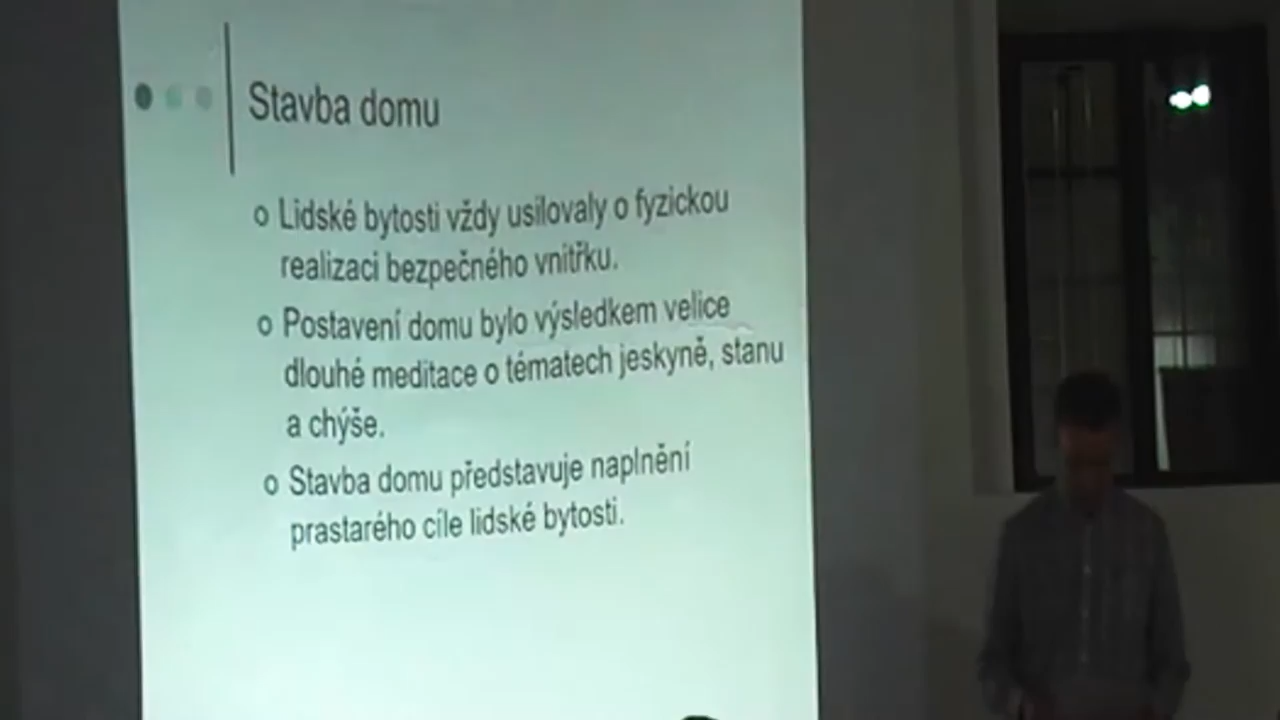 Stavba domu
Lidské bytosti vždy usilovaly o fyzickou
realizaci bezpečného vnitřku.
Postavení domu bylo výsledkem velice
dlouhé meditace o tématech jeskyně, stanu
a chýše.
Stavba domu představuje naplnění
prastarého cíle lidské bytosti.